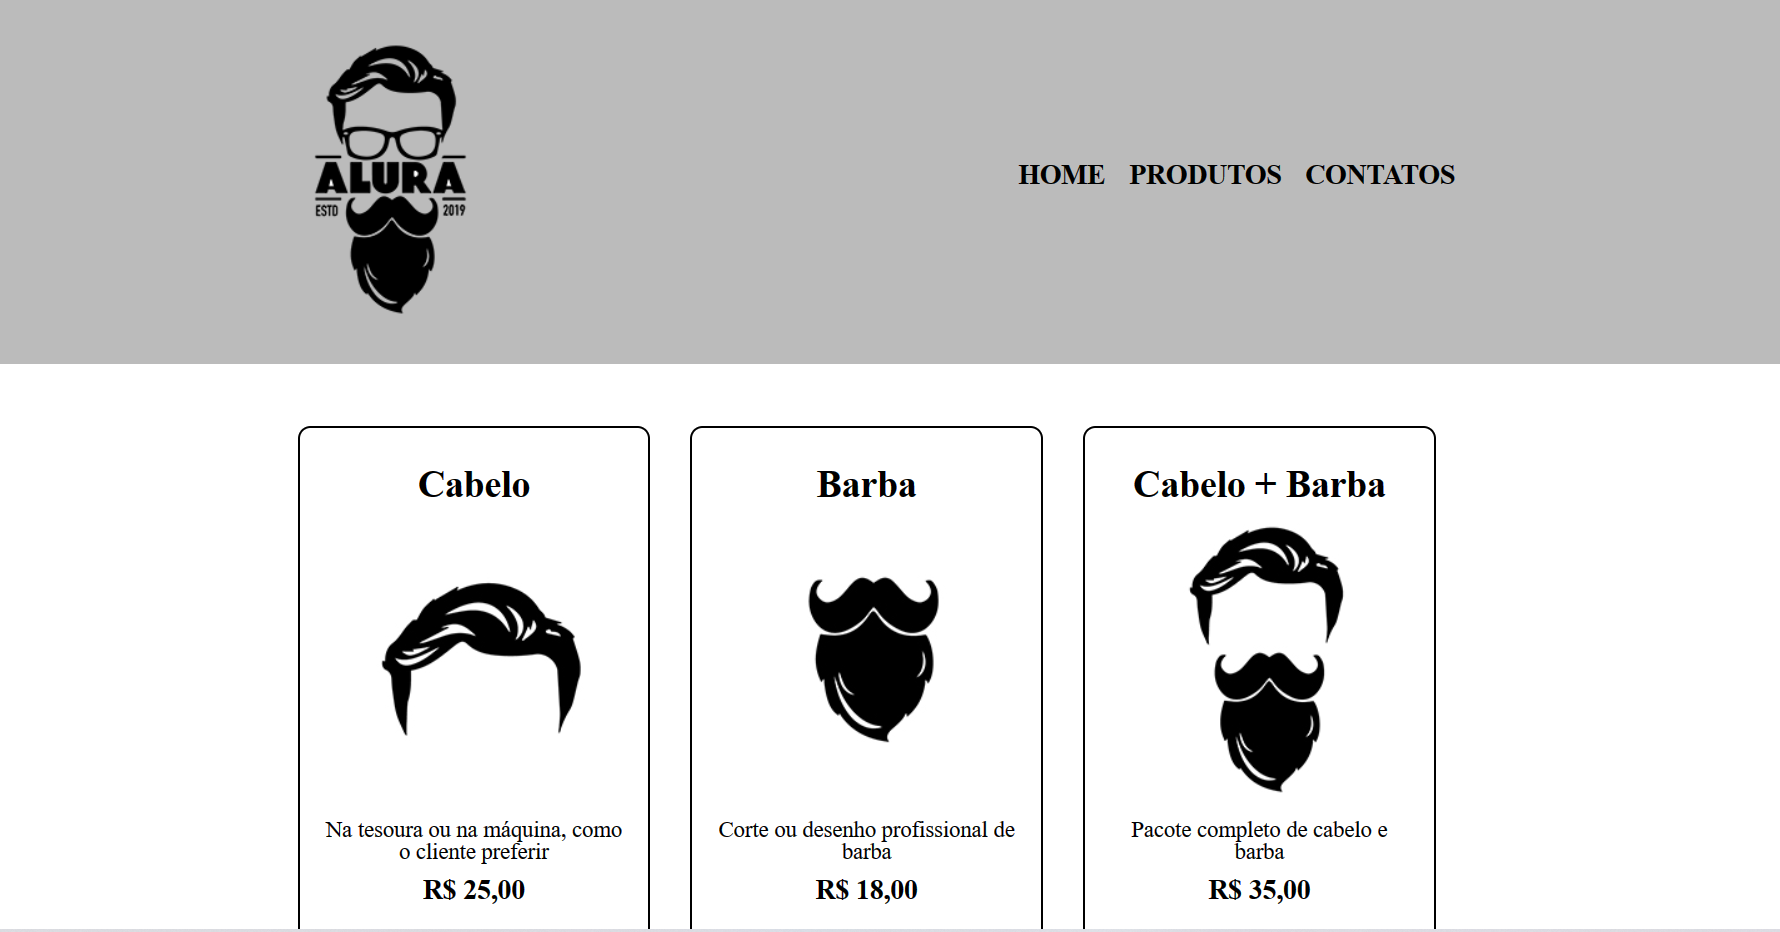 ALURA
ESTD 2019
HOME PRODUTOS CONTATOS
Cabelo
Na tesoura ou na máquina, como
o cliente preferir
R$ 25,00
Barba
Corte ou desenho profissional de
barba
R$ 18,00
Cabelo + Barba
Pacote completo de cabelo e
barba
R$ 35,00